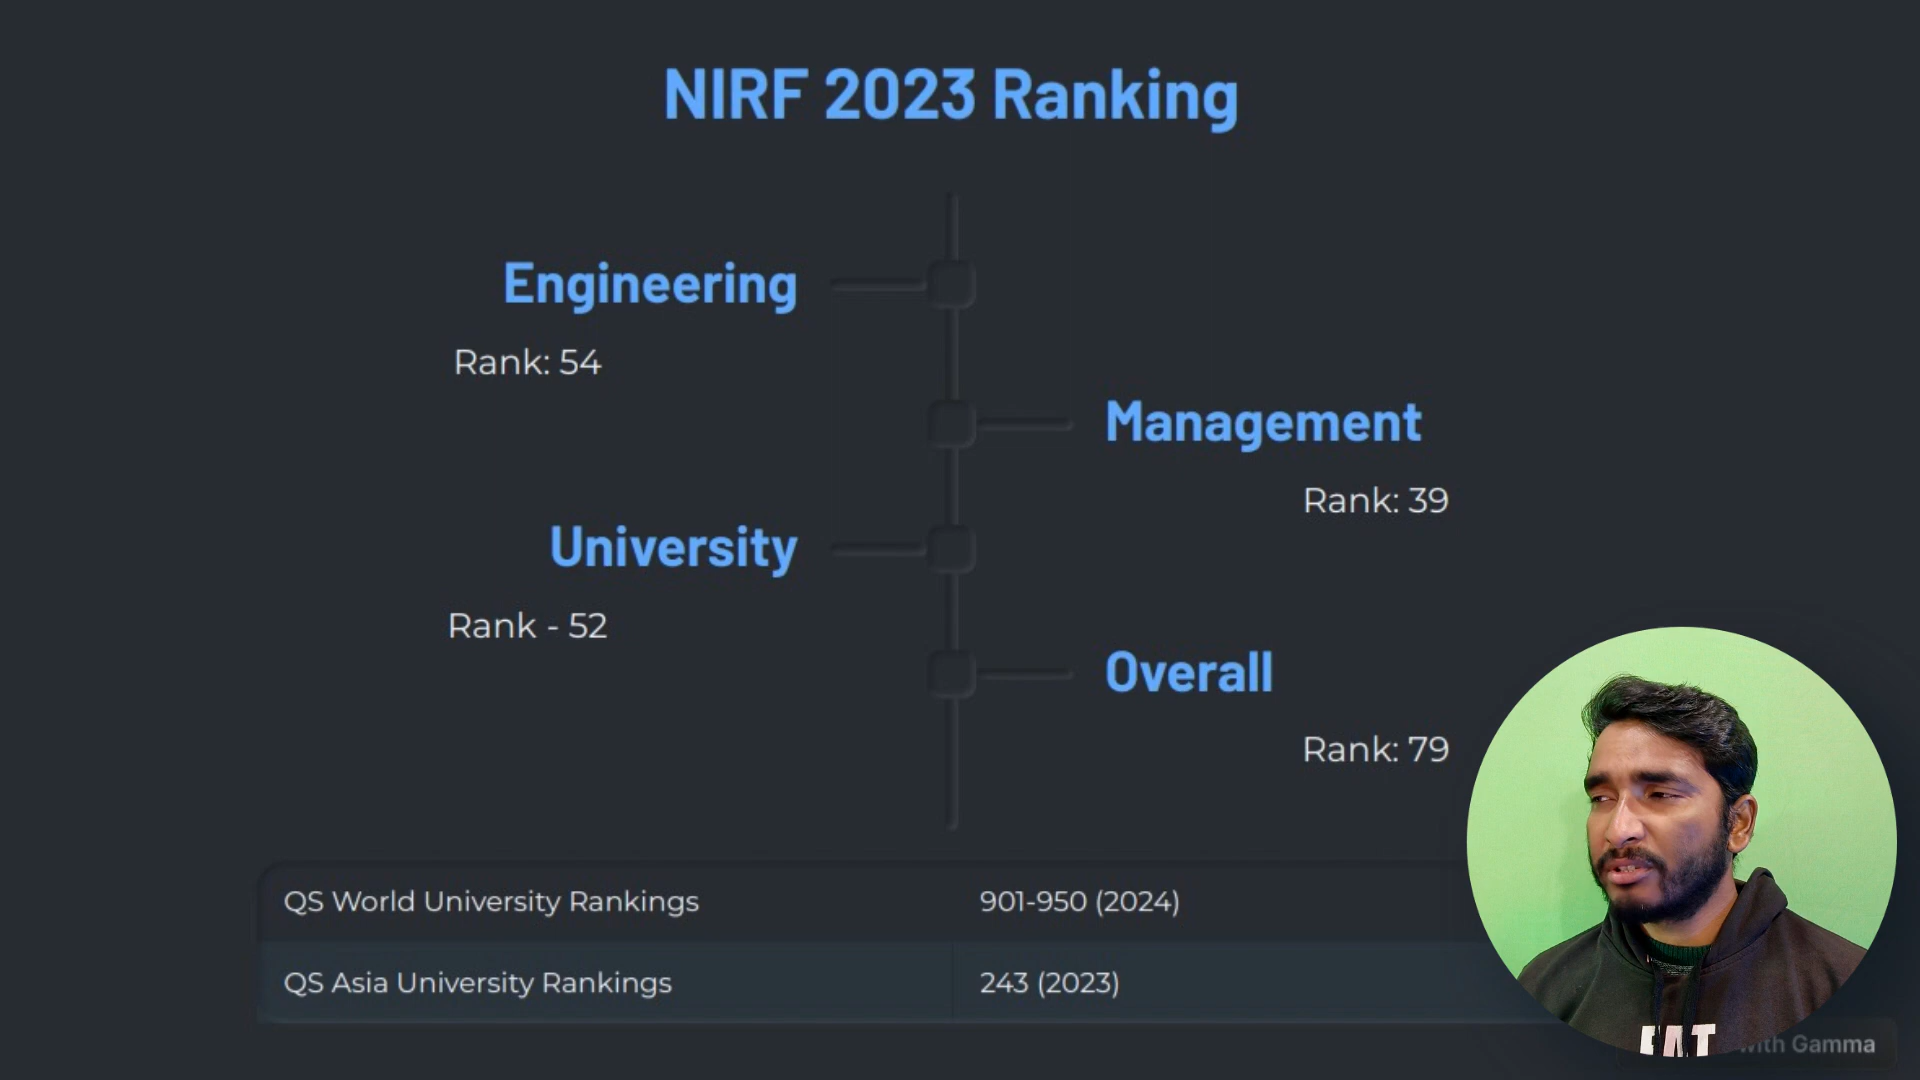 NIRF 2023 Ranking
Engineering
Rank: 54
Management
Rank: 39
University
Rank - 52
Overall
Rank: 79
QS World University Rankings 901-950 (2024)
QS Asia University Rankings 243 (2023)
with Gamma